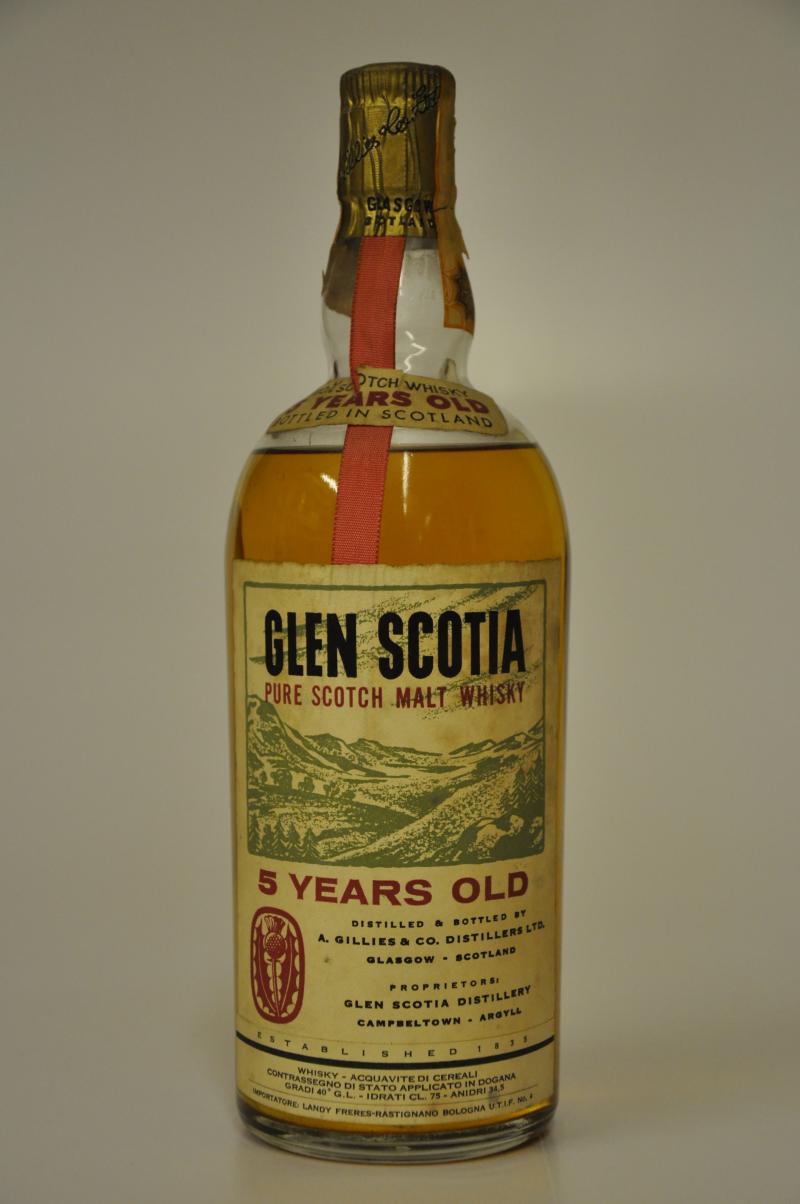 Gillies
GLASGOW
SCOTLAND
SCOTCH WHISKY
5 YEARS OLD
BOTTLED IN SCOTLAND
GLEN SCOTIA
PURE SCOTCH MALT WHISKY
5 YEARS OLD
DISTILLED & BOTTLED BY
A. GILLIES & CO. DISTILLERS LTD.
GLASGOW - SCOTLAND
PROPRIETORS:
GLEN SCOTIA DISTILLERY
CAMPBELTOWN - ARGYLL
ESTABLISHED 1835
WHISKY - ACQUAVITE DI CEREALI
CONTRASSEGNO DI STATO APPLICATO IN DOGANA
GRADI 40° G.L. - IDRATI CL. 75 - ANIDRI 34,5
IMPORTATORE: LANDY FRERES-RASTIGNANO BOLOGNA U.T.I.F. No. 4